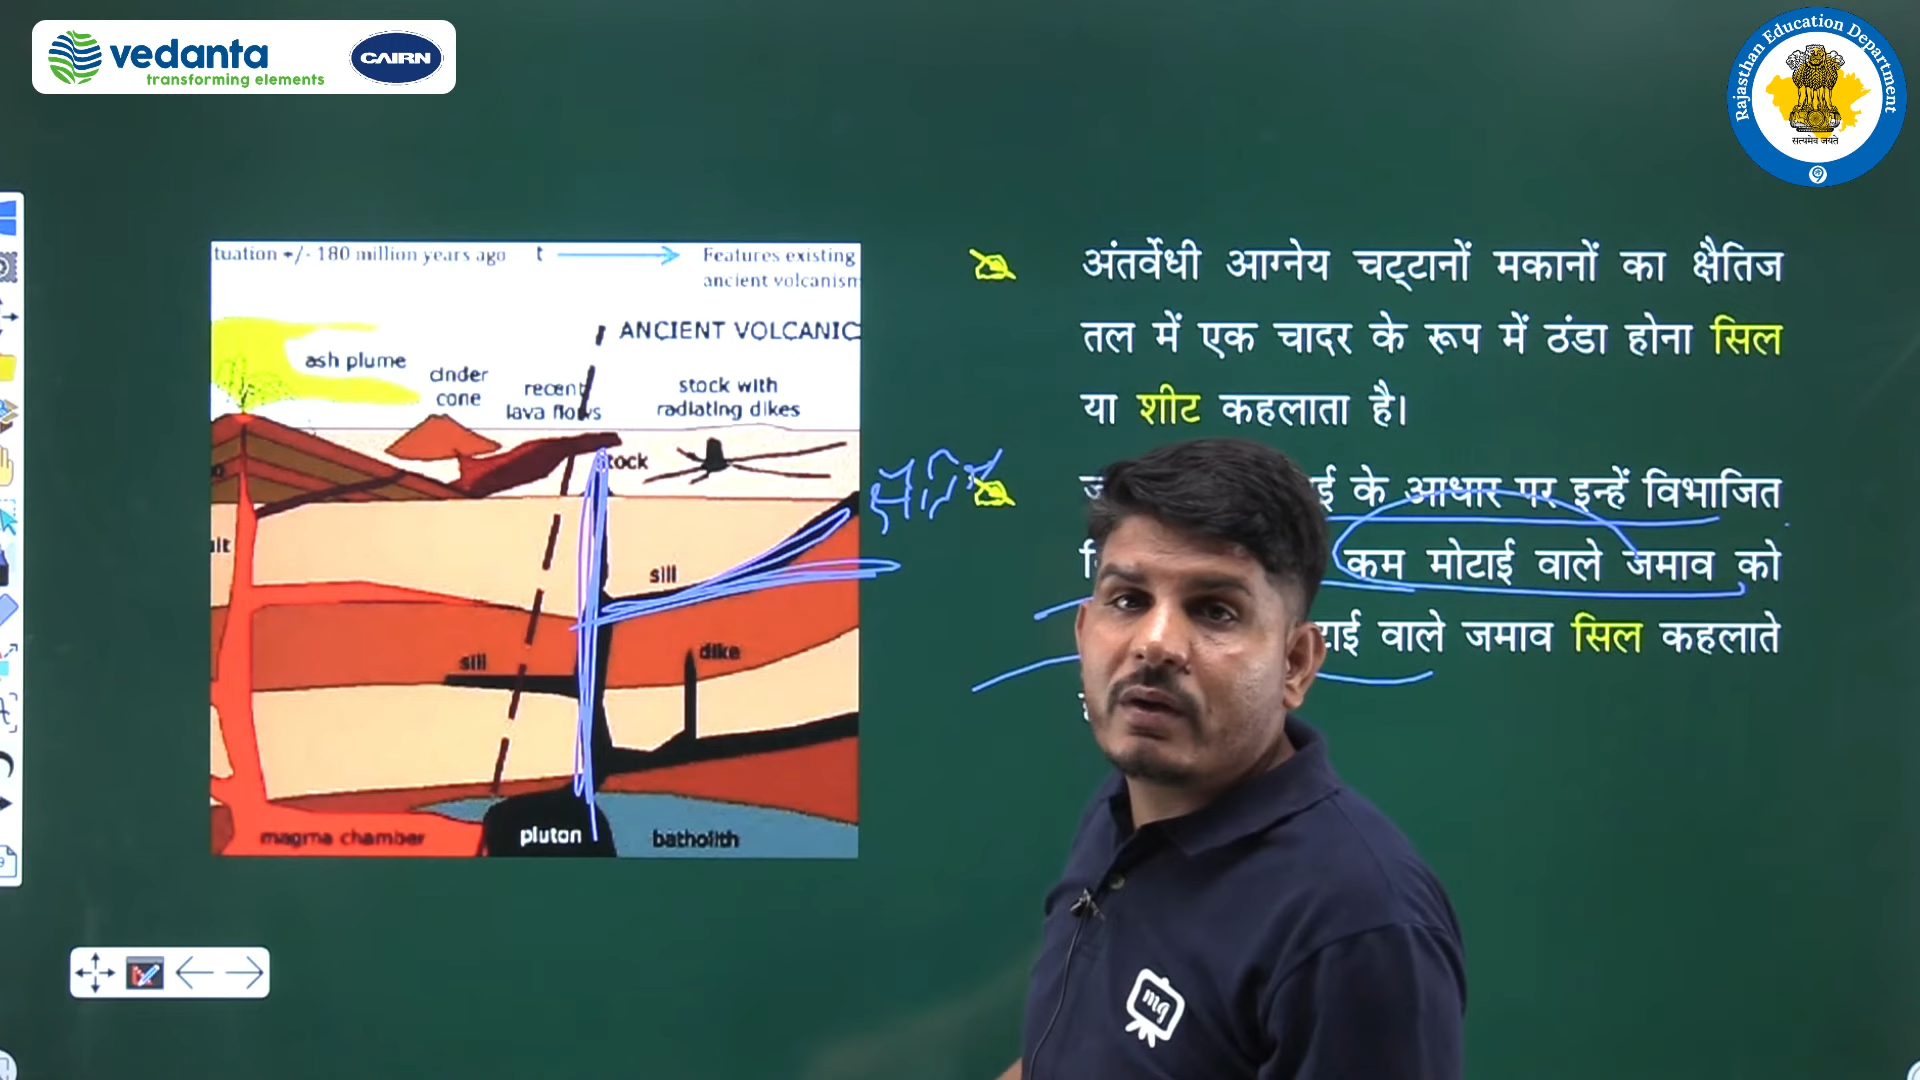 vedanta
transforming elements
CAIRN
Rajasthan Education Department
सत्यमेव जयते
tuation +/- 180 million years ago t
Features existing
ancient volcanism
ANCIENT VOLCANIC
ash plume
cinder
cone
recent
lava flows
stock with
radiating dikes
stock
sill
sill
dike
magma chamber
pluton
batholith
अंतर्वेधी आग्नेय चट्टानों मकानों का क्षैतिज
तल में एक चादर के रूप में ठंडा होना सिल
या शीट कहलाता है।
के आधार पर इन्हें विभाजित
कम मोटाई वाले जमाव को
वाले जमाव सिल कहलाते